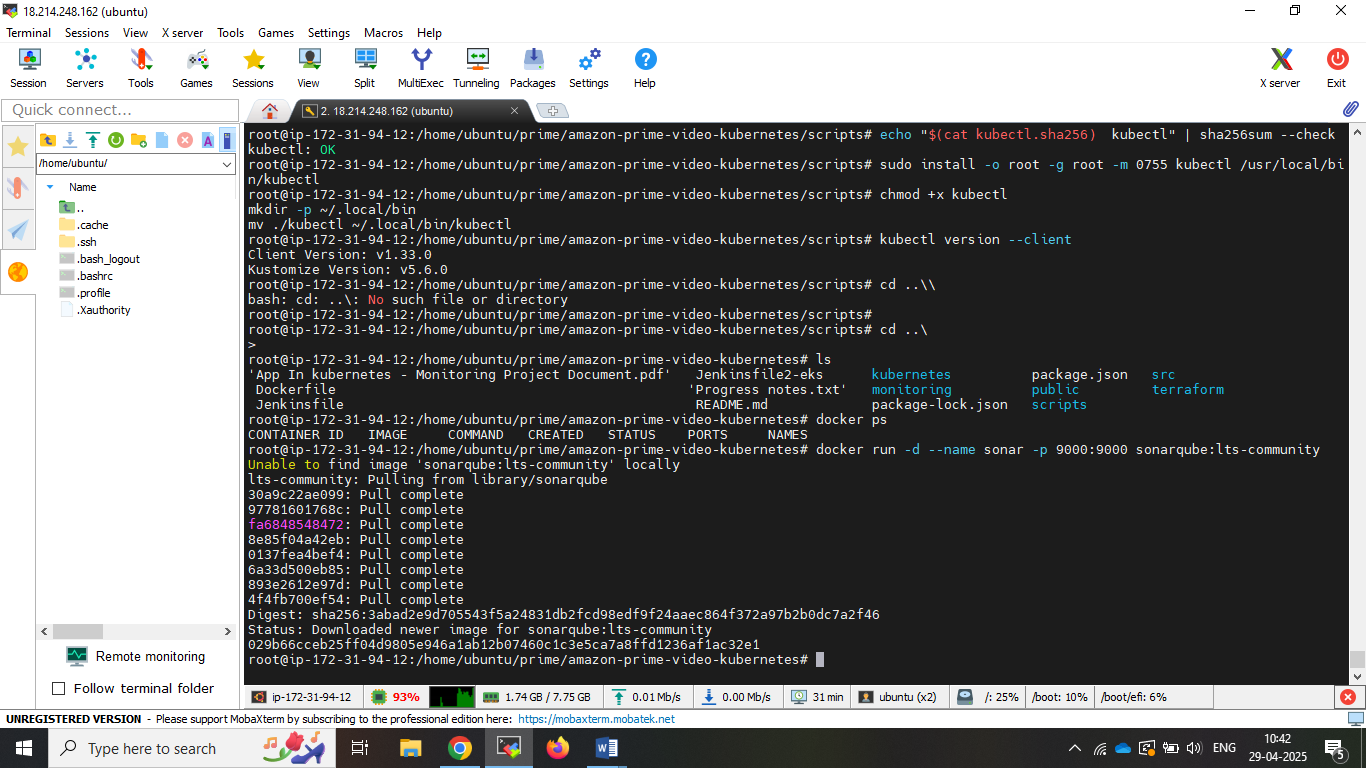 18.214.248.162 (ubuntu)
Terminal Sessions View X server Tools Games Settings Macros Help
Session Servers Tools Games Sessions View Split MultiExec Tunneling Packages Settings Help X server Exit
Quick connect...
2. 18.214.248.162 (ubuntu)
/home/ubuntu/
Name
..
.cache
.ssh
.bash_logout
.bashrc
.profile
.Xauthority
Remote monitoring
Follow terminal folder
root@ip-172-31-94-12:/home/ubuntu/prime/amazon-prime-video-kubernetes/scripts# echo "$(cat kubectl.sha256)  kubectl" | sha256sum --check
kubectl: OK
root@ip-172-31-94-12:/home/ubuntu/prime/amazon-prime-video-kubernetes/scripts# sudo install -o root -g root -m 0755 kubectl /usr/local/bi
n/kubectl
root@ip-172-31-94-12:/home/ubuntu/prime/amazon-prime-video-kubernetes/scripts# chmod +x kubectl
mkdir -p ~/.local/bin
mv ./kubectl ~/.local/bin/kubectl
root@ip-172-31-94-12:/home/ubuntu/prime/amazon-prime-video-kubernetes/scripts# kubectl version --client
Client Version: v1.33.0
Kustomize Version: v5.6.0
root@ip-172-31-94-12:/home/ubuntu/prime/amazon-prime-video-kubernetes/scripts# cd ..\\
bash: cd: ..\: No such file or directory
root@ip-172-31-94-12:/home/ubuntu/prime/amazon-prime-video-kubernetes/scripts#
root@ip-172-31-94-12:/home/ubuntu/prime/amazon-prime-video-kubernetes/scripts# cd ..\
>
root@ip-172-31-94-12:/home/ubuntu/prime/amazon-prime-video-kubernetes# ls
'App In kubernetes - Monitoring Project Document.pdf'   Jenkinsfile2-eks      kubernetes          package.json   src
 Dockerfile                                            'Progress notes.txt'   monitoring          public         terraform
 Jenkinsfile                                            README.md             package-lock.json   scripts
root@ip-172-31-94-12:/home/ubuntu/prime/amazon-prime-video-kubernetes# docker ps
CONTAINER ID   IMAGE     COMMAND   CREATED   STATUS    PORTS     NAMES
root@ip-172-31-94-12:/home/ubuntu/prime/amazon-prime-video-kubernetes# docker run -d --name sonar -p 9000:9000 sonarqube:lts-community
Unable to find image 'sonarqube:lts-community' locally
lts-community: Pulling from library/sonarqube
30a9c22ae099: Pull complete
97781601768c: Pull complete
fa6848548472: Pull complete
8e85f04a42eb: Pull complete
0137fea4bef4: Pull complete
6a33d500eb85: Pull complete
893e2612e97d: Pull complete
4f4fb700ef54: Pull complete
Digest: sha256:3abad2e9d705543f5a24831db2fcd98edf9f24aaec864f372a97b2b0dc7a2f46
Status: Downloaded newer image for sonarqube:lts-community
029b66cceb25ff04d9805e946a1ab12b07460c1c3e5ca7a8ffd1236af1ac32e1
root@ip-172-31-94-12:/home/ubuntu/prime/amazon-prime-video-kubernetes#
ip-172-31-94-12 93% 1.74 GB / 7.75 GB 0.01 Mb/s 0.00 Mb/s 31 min ubuntu (x2) /: 25% /boot: 10% /boot/efi: 6%
UNREGISTERED VERSION - Please support MobaXterm by subscribing to the professional edition here: https://mobaxterm.mobatek.net
Type here to search
ENG
10:42
29-04-2025
5